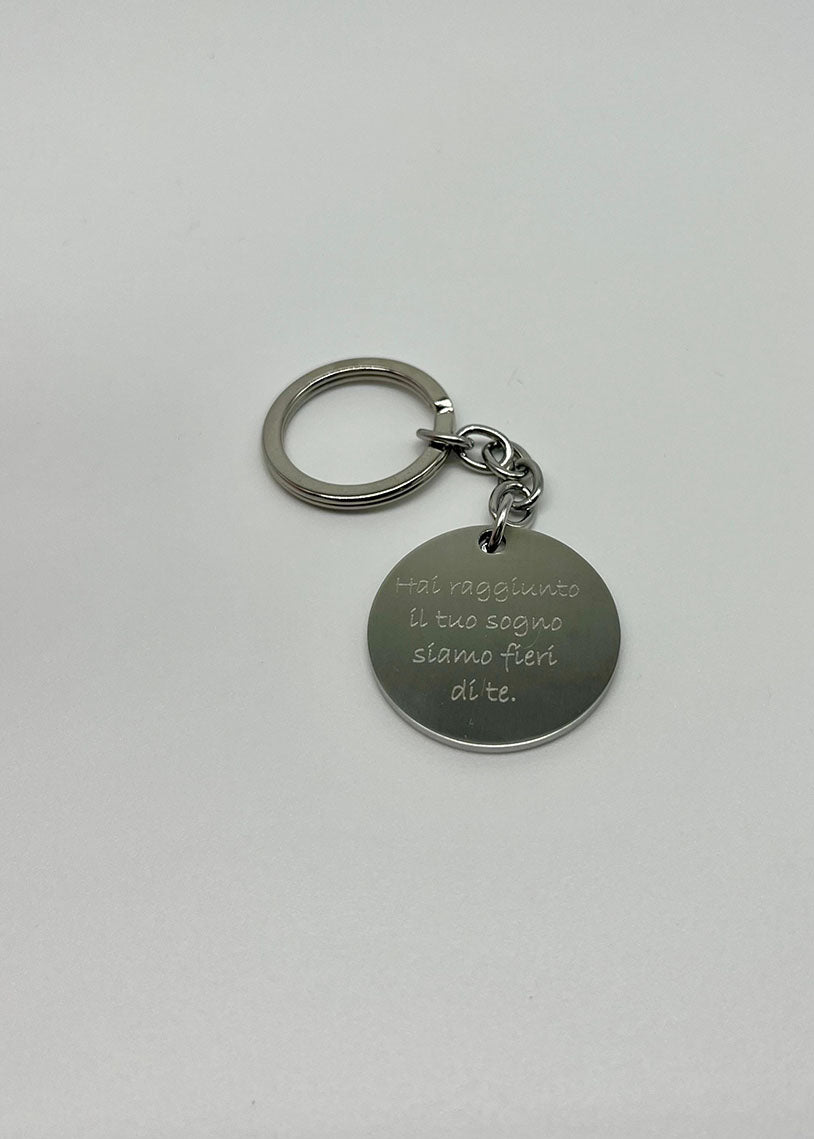 Hai raggiunto
il tuo sogno
siamo fieri
di te.